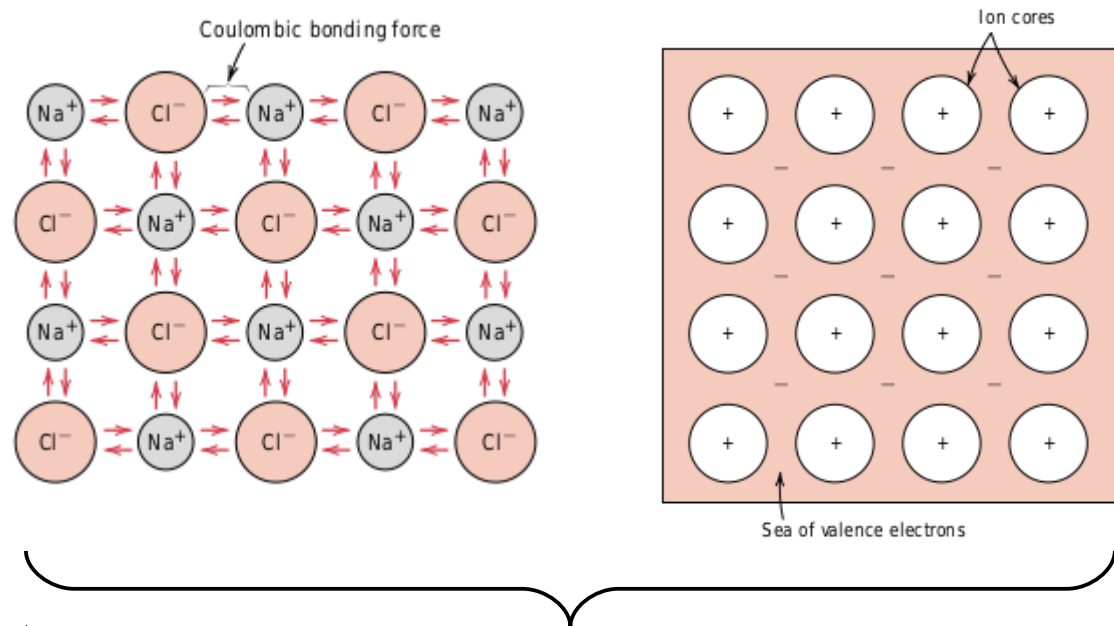 Coulombic bonding force
Na+ Cl− Na+ Cl− Na+
Cl− Na+ Cl− Na+ Cl−
Na+ Cl− Na+ Cl− Na+
Cl− Na+ Cl− Na+ Cl−
Ion cores
+ + + +
− − −
+ + + +
− − −
+ + + +
− − −
+ + + +
Sea of valence electrons